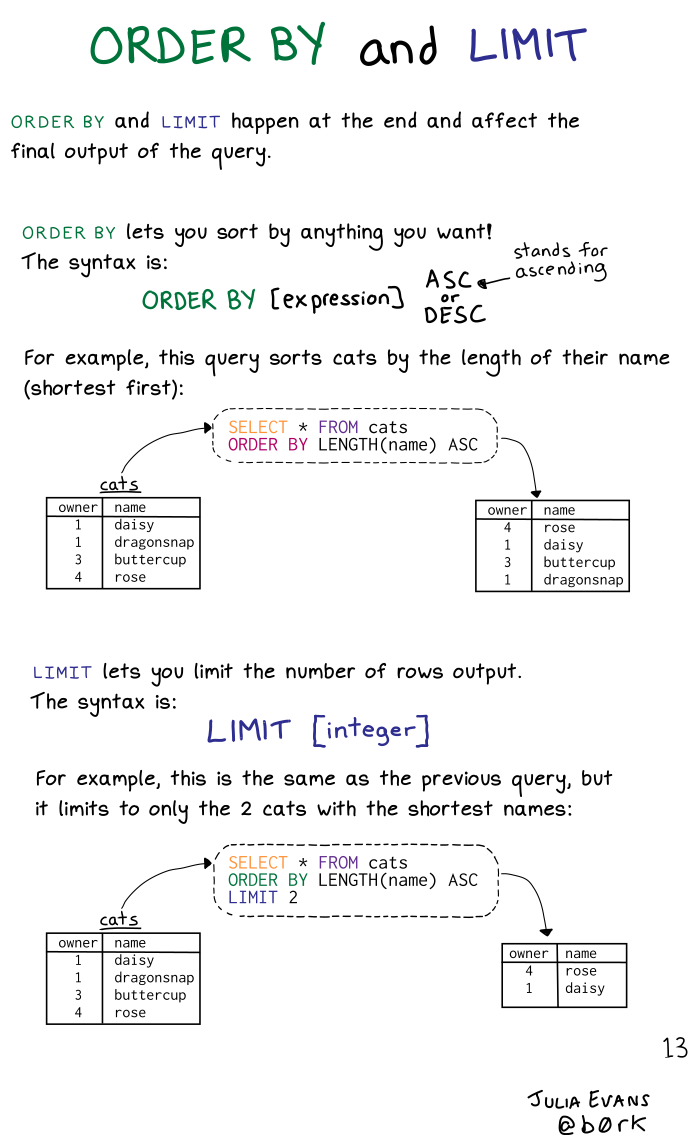 ORDER BY and LIMIT
ORDER BY and LIMIT happen at the end and affect the
final output of the query.
ORDER BY lets you sort by anything you want!
The syntax is:
ORDER BY [expression] ASC or DESC
stands for
ascending
For example, this query sorts cats by the length of their name
(shortest first):
SELECT * FROM cats
ORDER BY LENGTH(name) ASC
cats
owner name
1 daisy
1 dragonsnap
3 buttercup
4 rose
owner name
4 rose
1 daisy
3 buttercup
1 dragonsnap
LIMIT lets you limit the number of rows output.
The syntax is:
LIMIT [integer]
For example, this is the same as the previous query, but
it limits to only the 2 cats with the shortest names:
SELECT * FROM cats
ORDER BY LENGTH(name) ASC
LIMIT 2
cats
owner name
1 daisy
1 dragonsnap
3 buttercup
4 rose
owner name
4 rose
1 daisy
13
JULIA EVANS
@b0rk